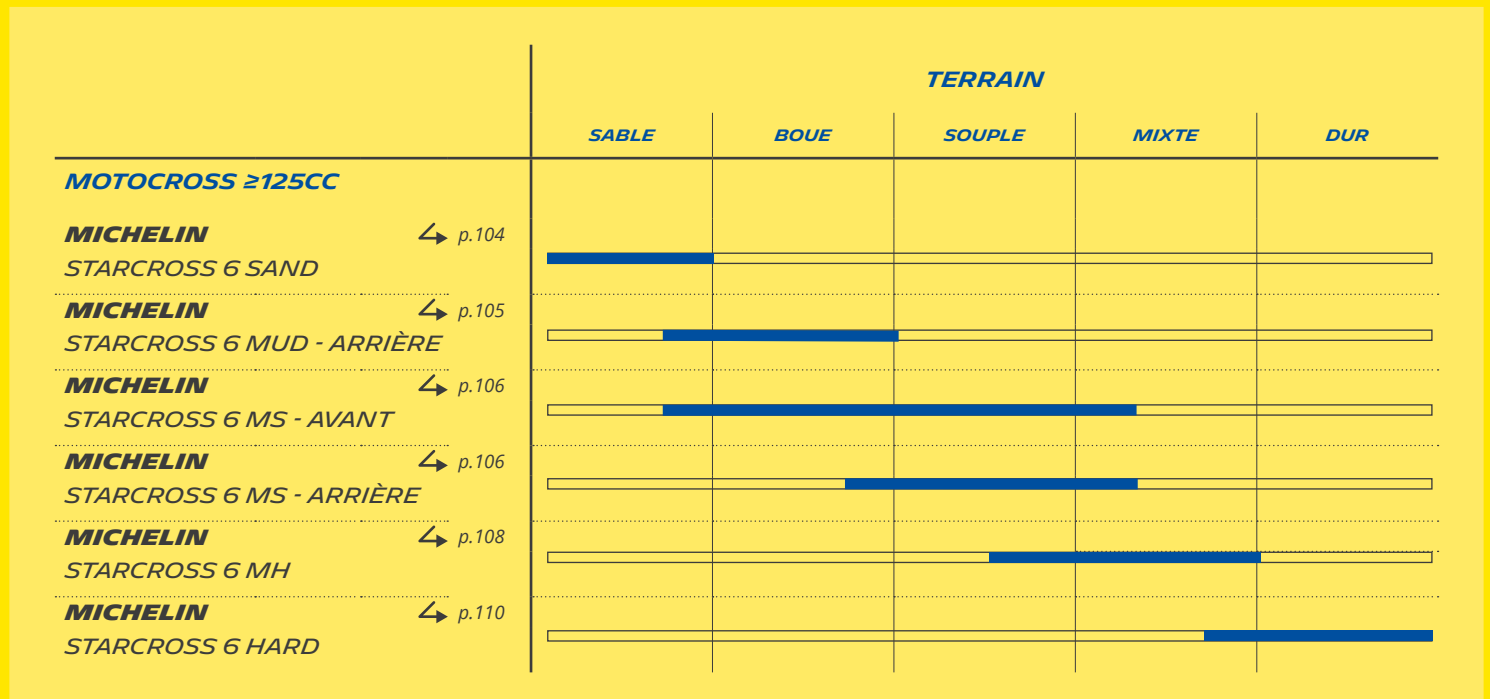 TERRAIN
SABLE BOUE SOUPLE MIXTE DUR
MOTOCROSS ≥125CC
MICHELIN p.104
STARCROSS 6 SAND
MICHELIN p.105
STARCROSS 6 MUD - ARRIÈRE
MICHELIN p.106
STARCROSS 6 MS - AVANT
MICHELIN p.106
STARCROSS 6 MS - ARRIÈRE
MICHELIN p.108
STARCROSS 6 MH
MICHELIN p.110
STARCROSS 6 HARD